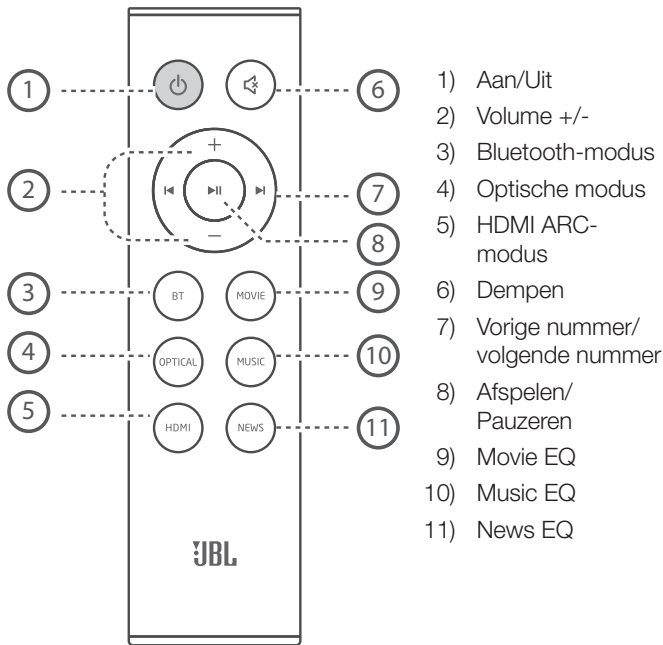 1
6
2
7
8
3
BT
MOVIE
9
4
OPTICAL
MUSIC
10
5
HDMI
NEWS
11
JBL
1) Aan/Uit
2) Volume +/-
3) Bluetooth-modus
4) Optische modus
5) HDMI ARC-
modus
6) Dempen
7) Vorige nummer/
volgende nummer
8) Afspelen/
Pauzeren
9) Movie EQ
10) Music EQ
11) News EQ